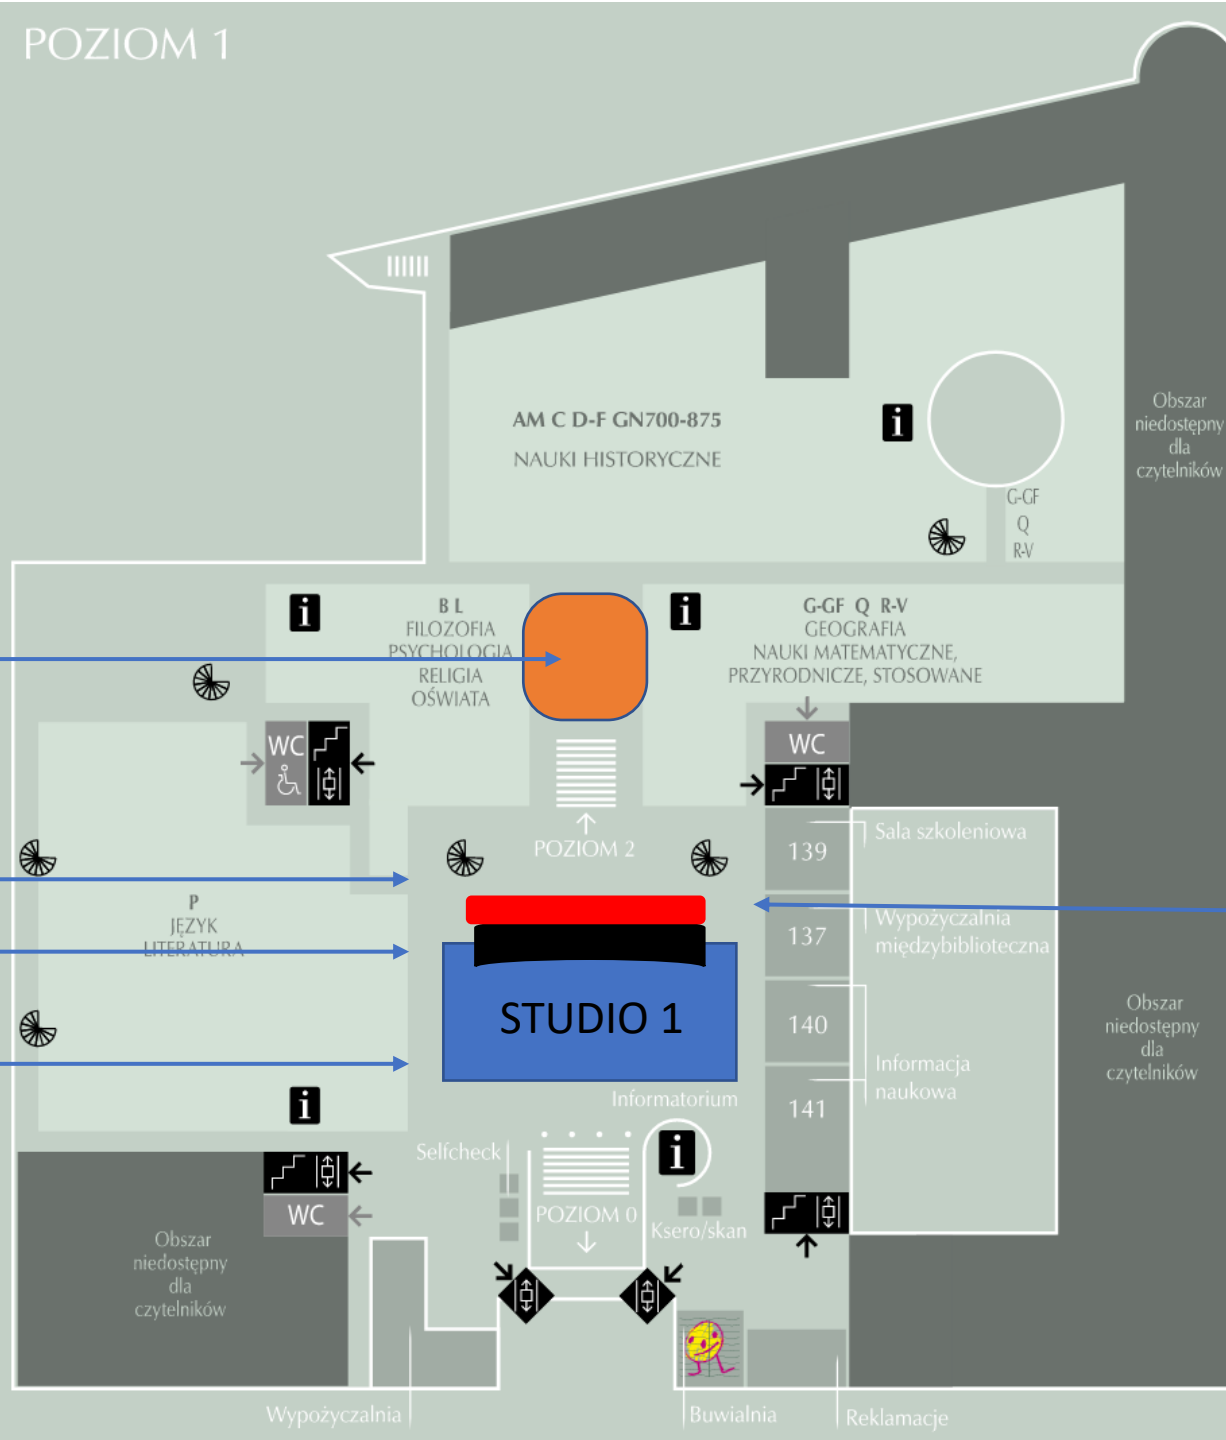 POZIOM 1
Obszar
niedostępny
dla
czytelników
AM C D-F GN700-875
NAUKI HISTORYCZNE
i
G-GF
Q
R-V
i
B L
FILOZOFIA
PSYCHOLOGIA
RELIGIA
OŚWIATA
i
G-GF Q R-V
GEOGRAFIA
NAUKI MATEMATYCZNE,
PRZYRODNICZE, STOSOWANE
WC
WC
POZIOM 2
139
Sala szkoleniowa
P
JĘZYK
LITERATURA
137
Wypożyczalnia
międzybiblioteczna
STUDIO 1
140
Informacja
naukowa
141
Obszar
niedostępny
dla
czytelników
i
Informatorium
Selfcheck
i
POZIOM 0
Ksero/skan
WC
Obszar
niedostępny
dla
czytelników
Wypożyczalnia
Buwialnia
Reklamacje